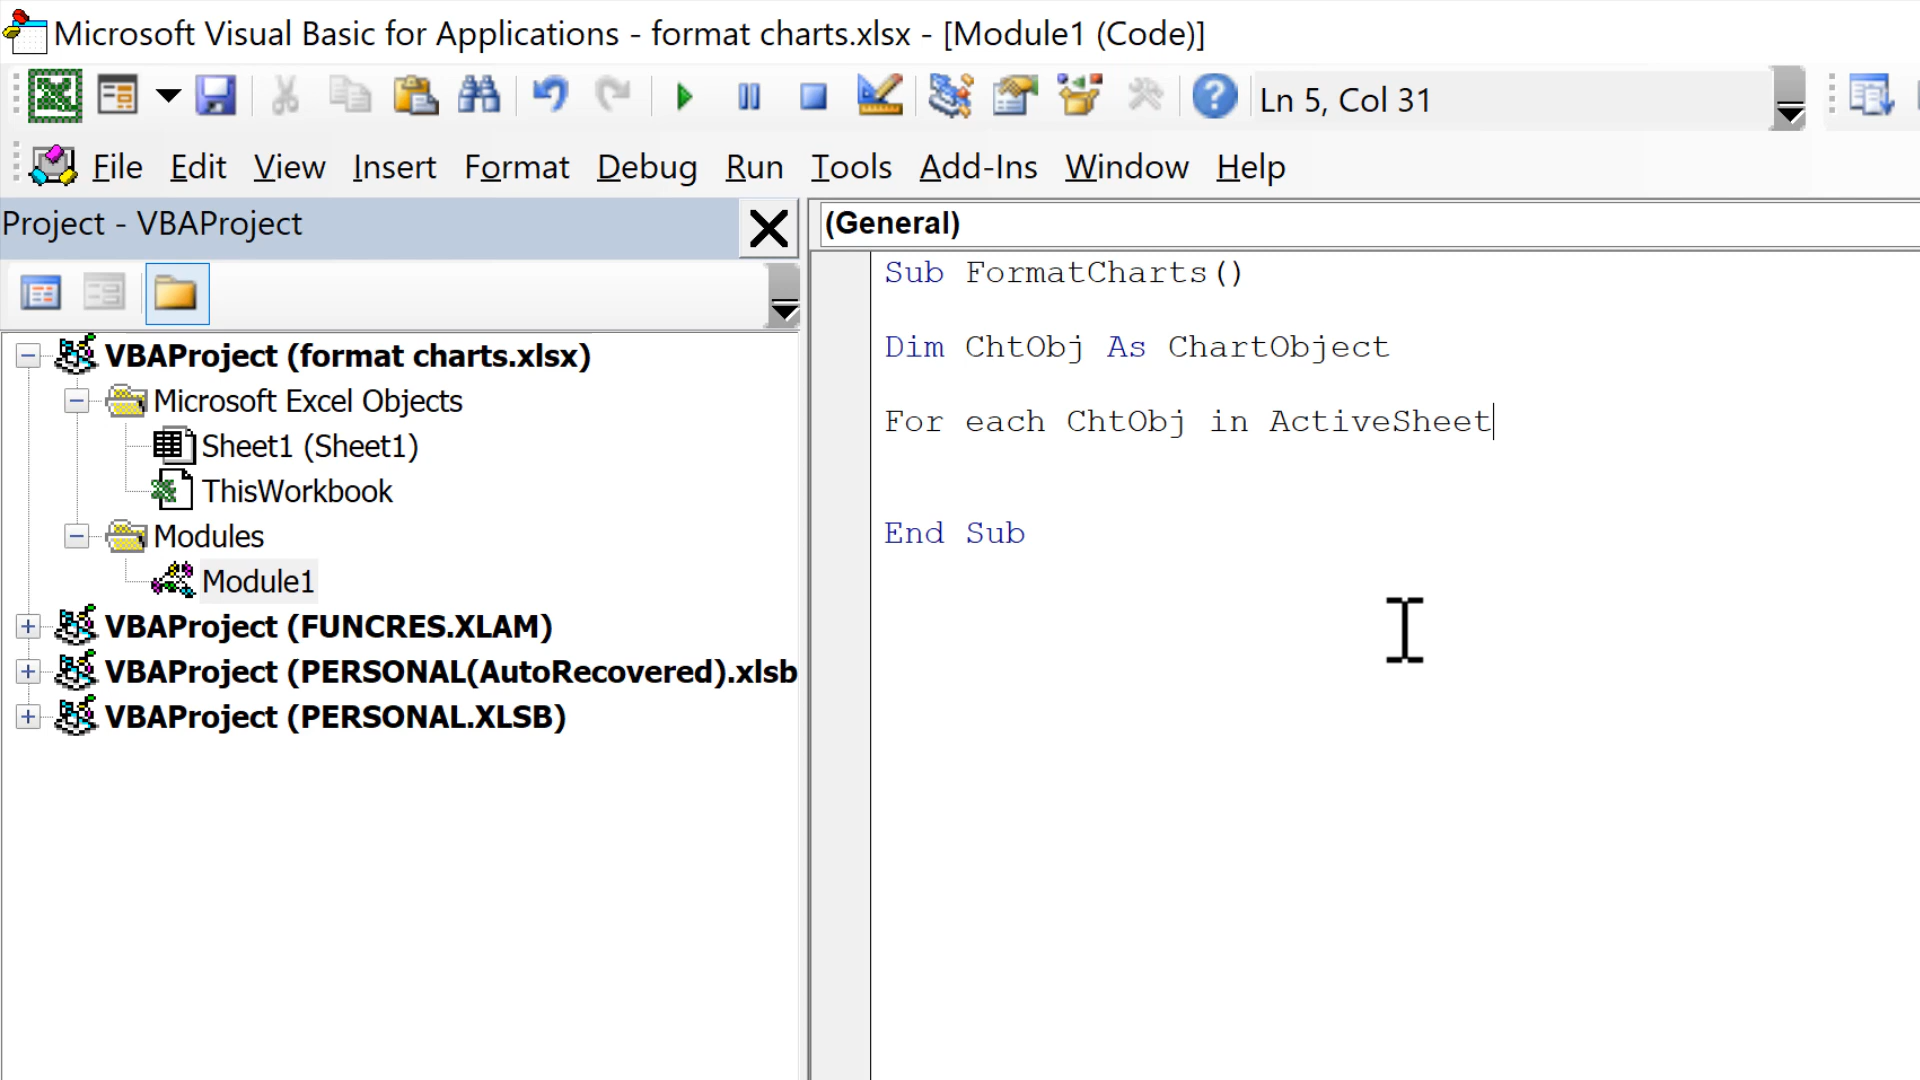 Microsoft Visual Basic for Applications - format charts.xlsx - [Module1 (Code)]
Ln 5, Col 31
File Edit View Insert Format Debug Run Tools Add-Ins Window Help
Project - VBAProject
(General)
VBAProject (format charts.xlsx)
Microsoft Excel Objects
Sheet1 (Sheet1)
ThisWorkbook
Modules
Module1
VBAProject (FUNCRES.XLAM)
VBAProject (PERSONAL(AutoRecovered).xlsb
VBAProject (PERSONAL.XLSB)
Sub FormatCharts()
Dim ChtObj As ChartObject
For each ChtObj in ActiveSheet
End Sub